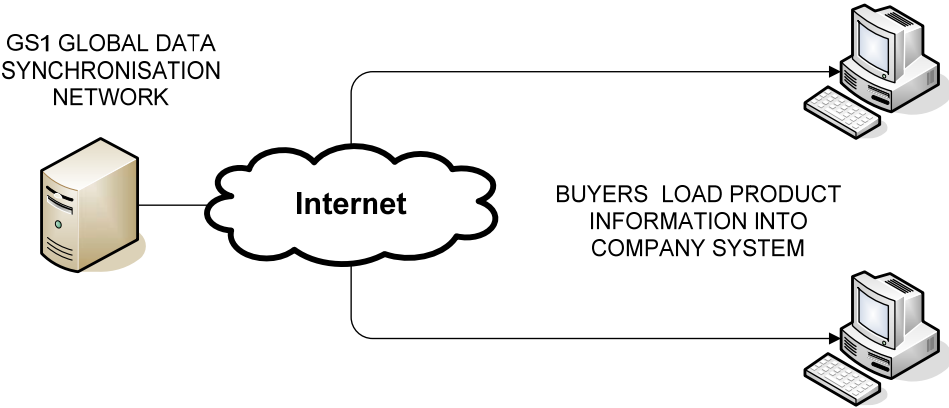 GS1 GLOBAL DATA
SYNCHRONISATION
NETWORK
Internet
BUYERS LOAD PRODUCT
INFORMATION INTO
COMPANY SYSTEM